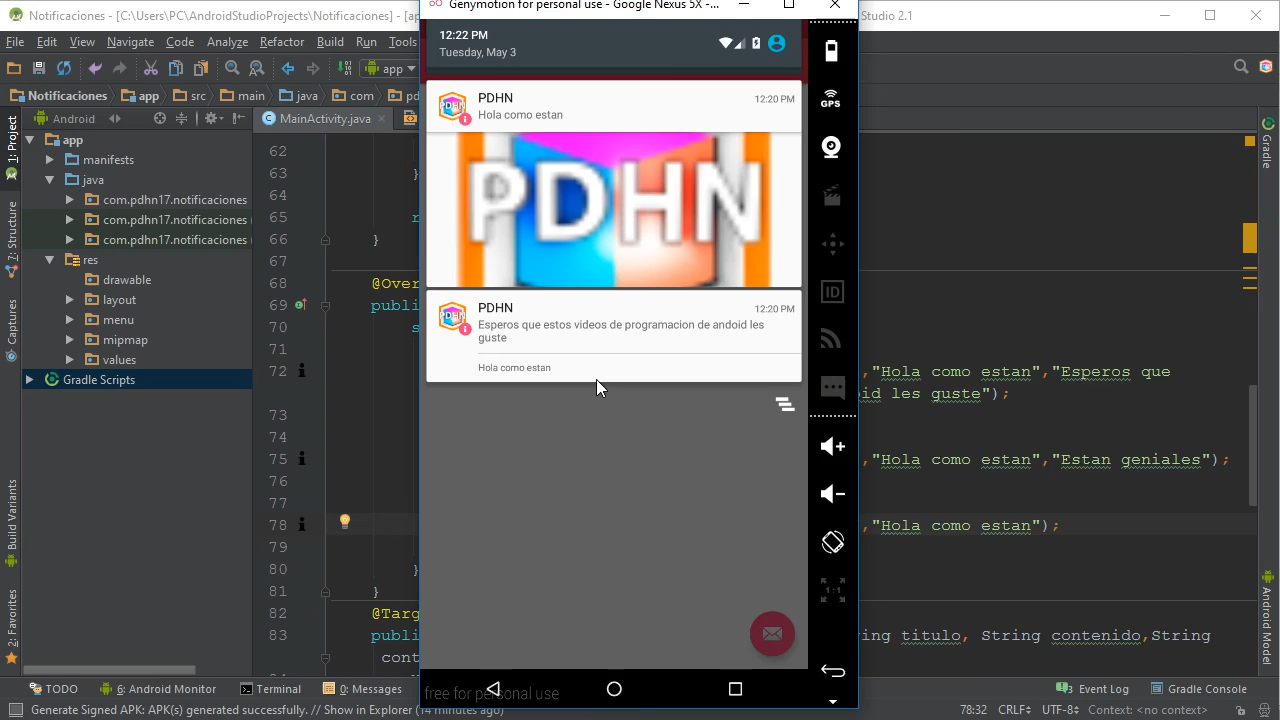 Notificaciones - [C:\Users\PC\AndroidStudioProjects\Notificaciones] - [ap
Genymotion for personal use - Google Nexus 5X -...
Studio 2.1
File Edit View Navigate Code Analyze Refactor Build Run Tools
app
Notificaciones app src main java com pd
Android
MainActivity.java
1: Project
Z: Structure
Captures
Build Variants
2: Favorites
app
manifests
java
com.pdhn17.notificaciones
com.pdhn17.notificaciones
com.pdhn17.notificaciones
res
drawable
layout
menu
mipmap
values
Gradle Scripts
62
63 }
64
65
66 }
67
68 @Over
69 publi
70 s
71
72 ,"Hola como estan","Esperos que
id les guste");
73
74
75 ,"Hola como estan","Estan geniales");
76
77
78 ,"Hola como estan");
79
80 }
81 }
82 @Targ
83 publi ing titulo, String contenido,String
cont
12:22 PM
Tuesday, May 3
PDHN
12:20 PM
Hola como estan
PDHN
PDHN
12:20 PM
Esperos que estos videos de programacion de andoid les
guste
Hola como estan
free for personal use
GPS
ID
1:1
Gradle
Android Model
TODO 6: Android Monitor Terminal 0: Messages
Event Log Gradle Console
Generate Signed APK: APK(s) generated successfully. // Show in Explorer (14 minutes ago)
78:32 CRLF UTF-8 Context: <no context>